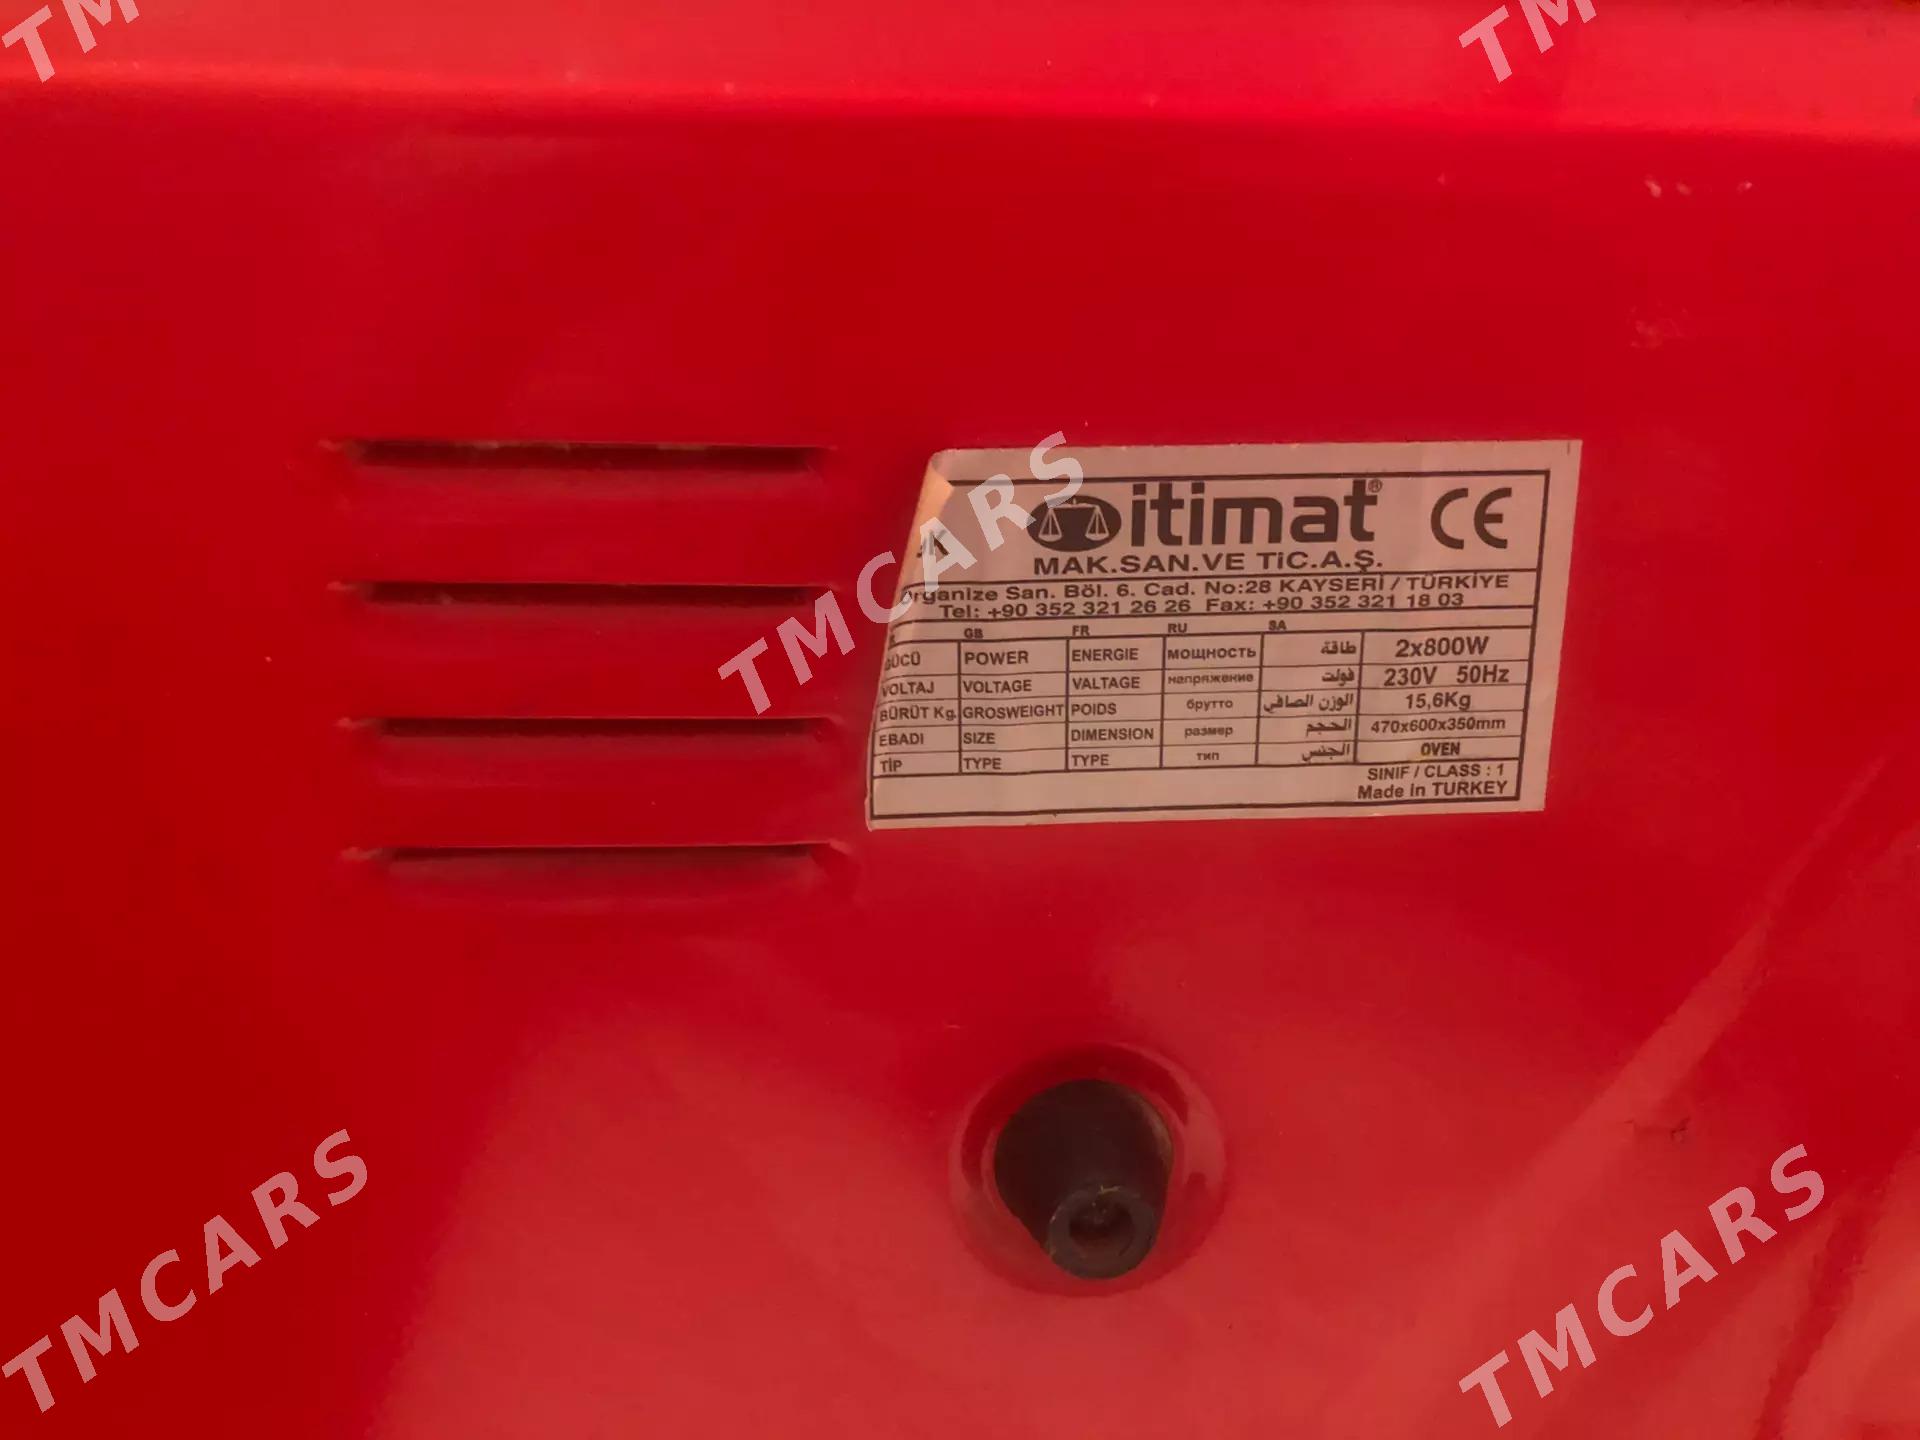 TMCARS
TMCARS
itimat® CE
MAK.SAN.VE TİC.A.Ş.
Organize San. Böl. 6. Cad. No:28 KAYSERİ / TÜRKİYE
Tel: +90 352 321 26 26 Fax: +90 352 321 18 03
GB FR RU SA
GÜCÜ POWER ENERGIE МОЩНОСТЬ طاقة 2x800W
VOLTAJ VOLTAGE VALTAGE напряжение فولت 230V 50Hz
BÜRÜT Kg. GROSWEIGHT POIDS брутто الوزن الصافي 15,6Kg
EBADI SIZE DIMENSION размер الحجم 470x600x350mm
TİP TYPE TYPE тип الجنس OVEN
SINIF / CLASS : 1
Made in TURKEY
TMCARS
TMCARS
TMCARS